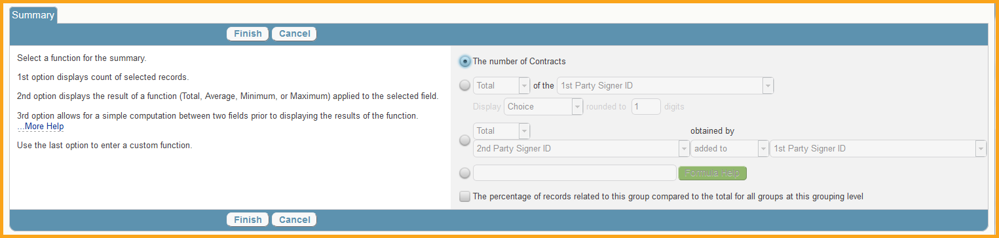 Summary
Finish Cancel
Select a function for the summary.
1st option displays count of selected records.
2nd option displays the result of a function (Total, Average, Minimum, or Maximum) applied to the selected field.
3rd option allows for a simple computation between two fields prior to displaying the results of the function.
...More Help
Use the last option to enter a custom function.
The number of Contracts
Total of the 1st Party Signer ID
Display Choice rounded to 1 digits
Total obtained by
2nd Party Signer ID added to 1st Party Signer ID
Formula Help
The percentage of records related to this group compared to the total for all groups at this grouping level
Finish Cancel